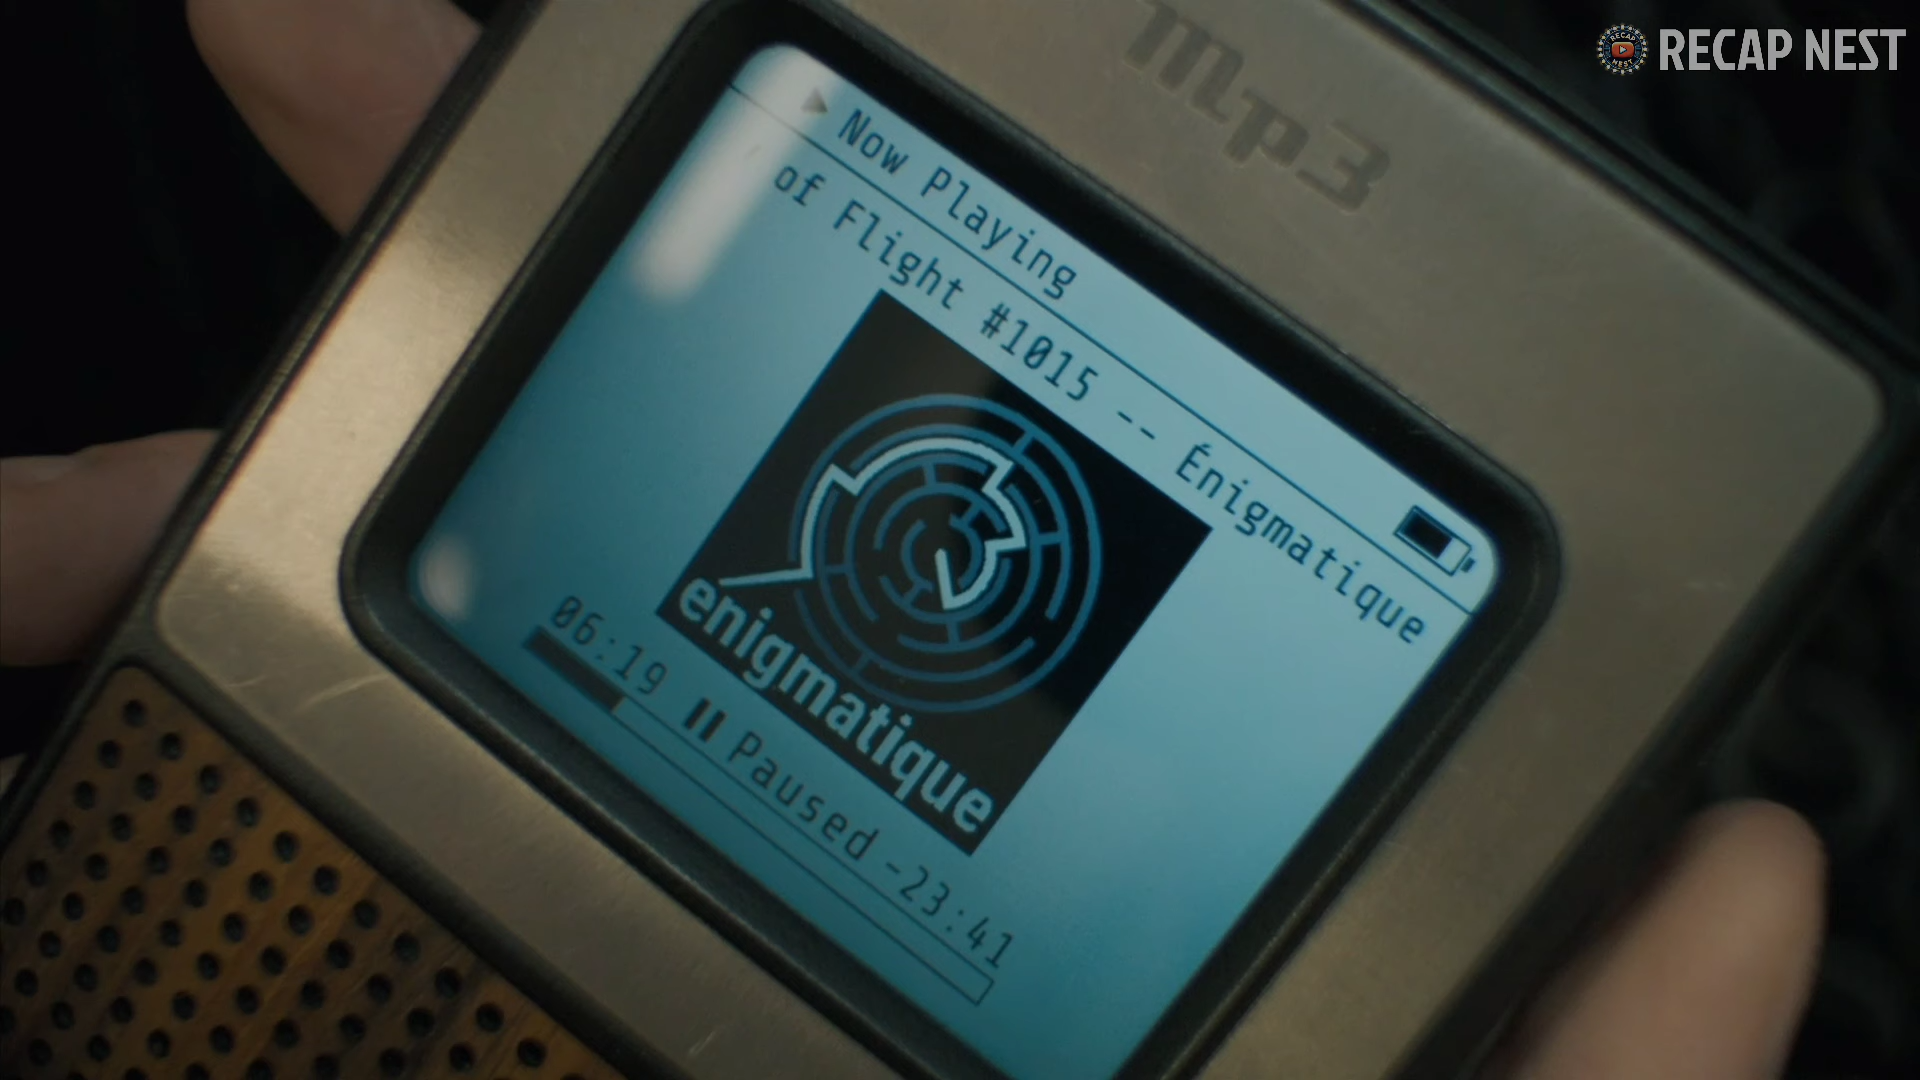 RECAP NEST
mp3
Now Playing
of Flight #1015 -- Énigmatique
enigmatique
06:19 Paused -23:41